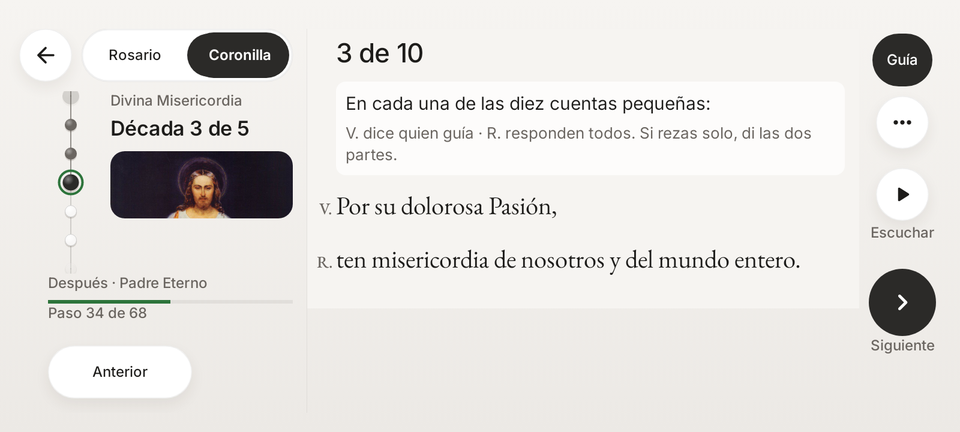 Rosario
Coronilla
Divina Misericordia
Década 3 de 5
Después · Padre Eterno
Paso 34 de 68
Anterior
3 de 10
En cada una de las diez cuentas pequeñas:
V. dice quien guía · R. responden todos. Si rezas solo, di las dos
partes.
V. Por su dolorosa Pasión,
R. ten misericordia de nosotros y del mundo entero.
Guía
Escuchar
Siguiente